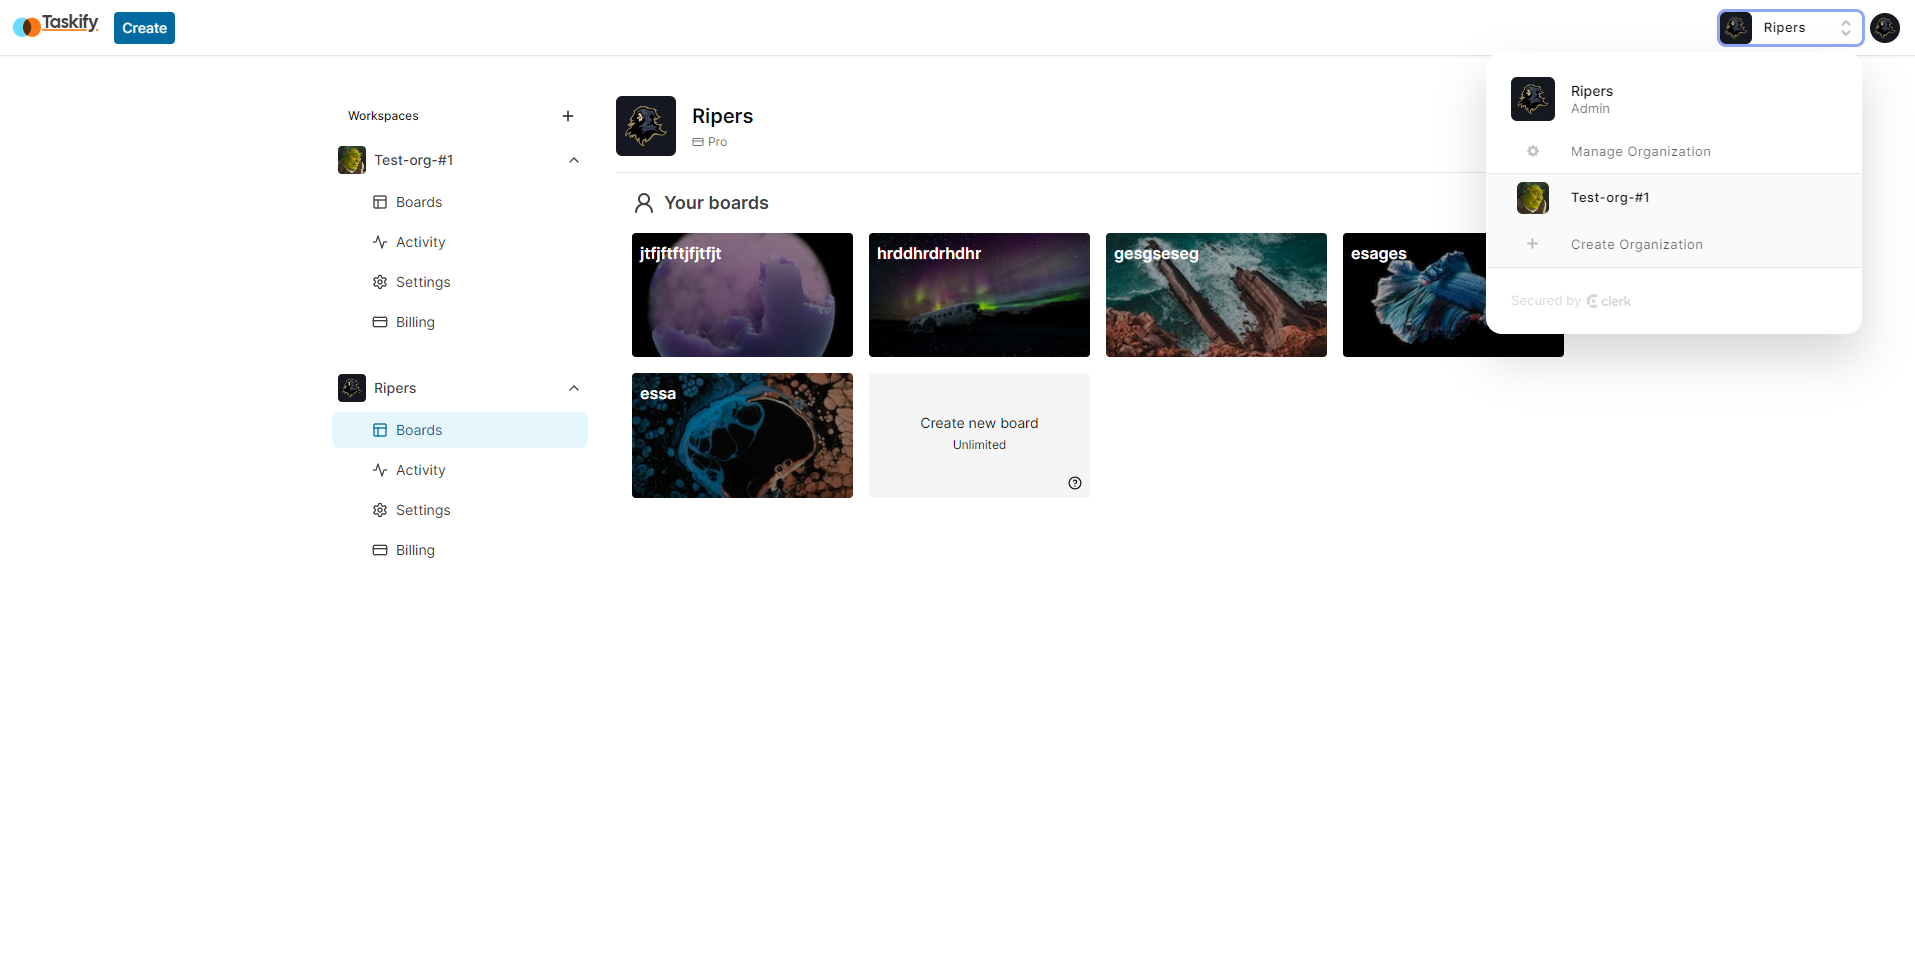 Taskify
Create
Ripers
Workspaces
Test-org-#1
Boards
Activity
Settings
Billing
Ripers
Boards
Activity
Settings
Billing
Ripers
Pro
Your boards
jtfjftftjfjtfjt
hrddhrdrhdhr
gesgseseg
esages
essa
Create new board
Unlimited
Ripers
Admin
Manage Organization
Test-org-#1
Create Organization
Secured by clerk